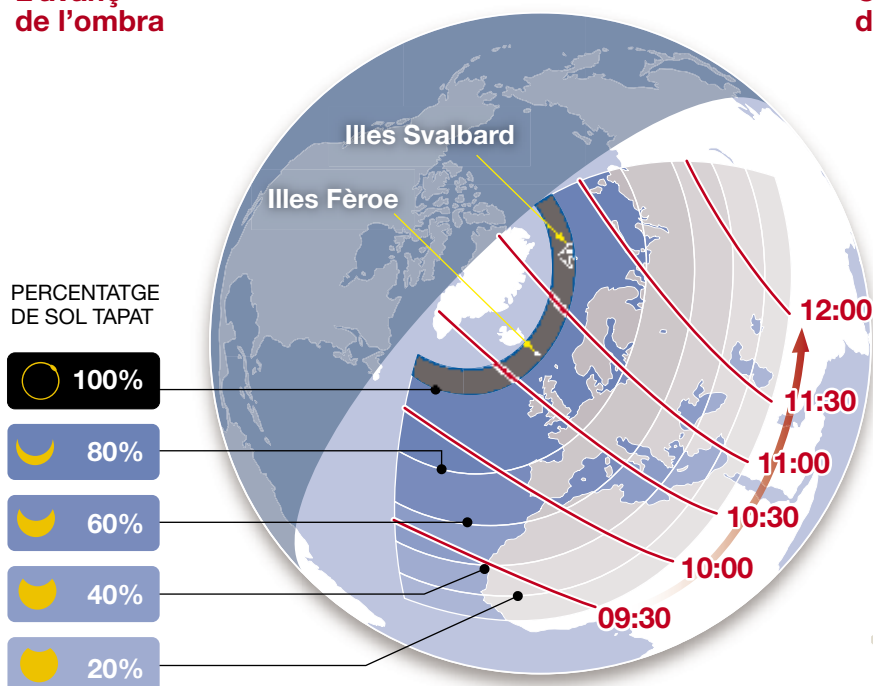 de l'ombra
Illes Svalbard
Illes Fèroe
PERCENTATGE
DE SOL TAPAT
100%
80%
60%
40%
20%
12:00
11:30
11:00
10:30
10:00
09:30